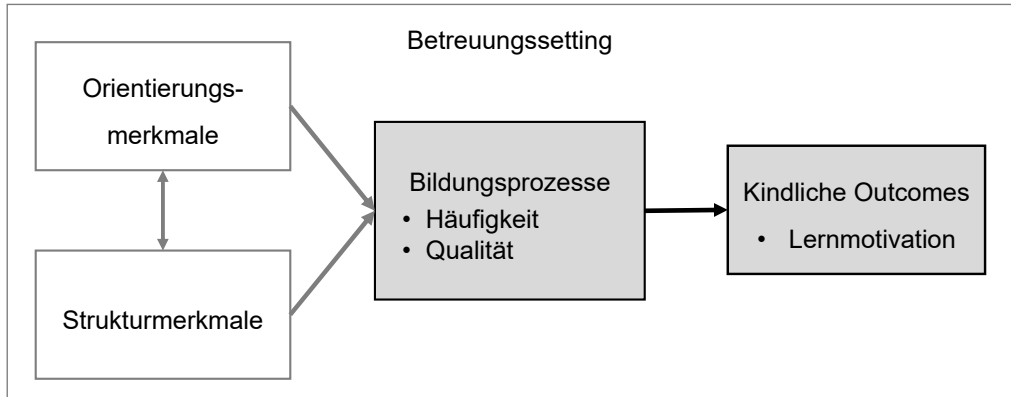 Betreuungssetting
Orientierungs-
merkmale
Strukturmerkmale
Bildungsprozesse
• Häufigkeit
• Qualität
Kindliche Outcomes
• Lernmotivation